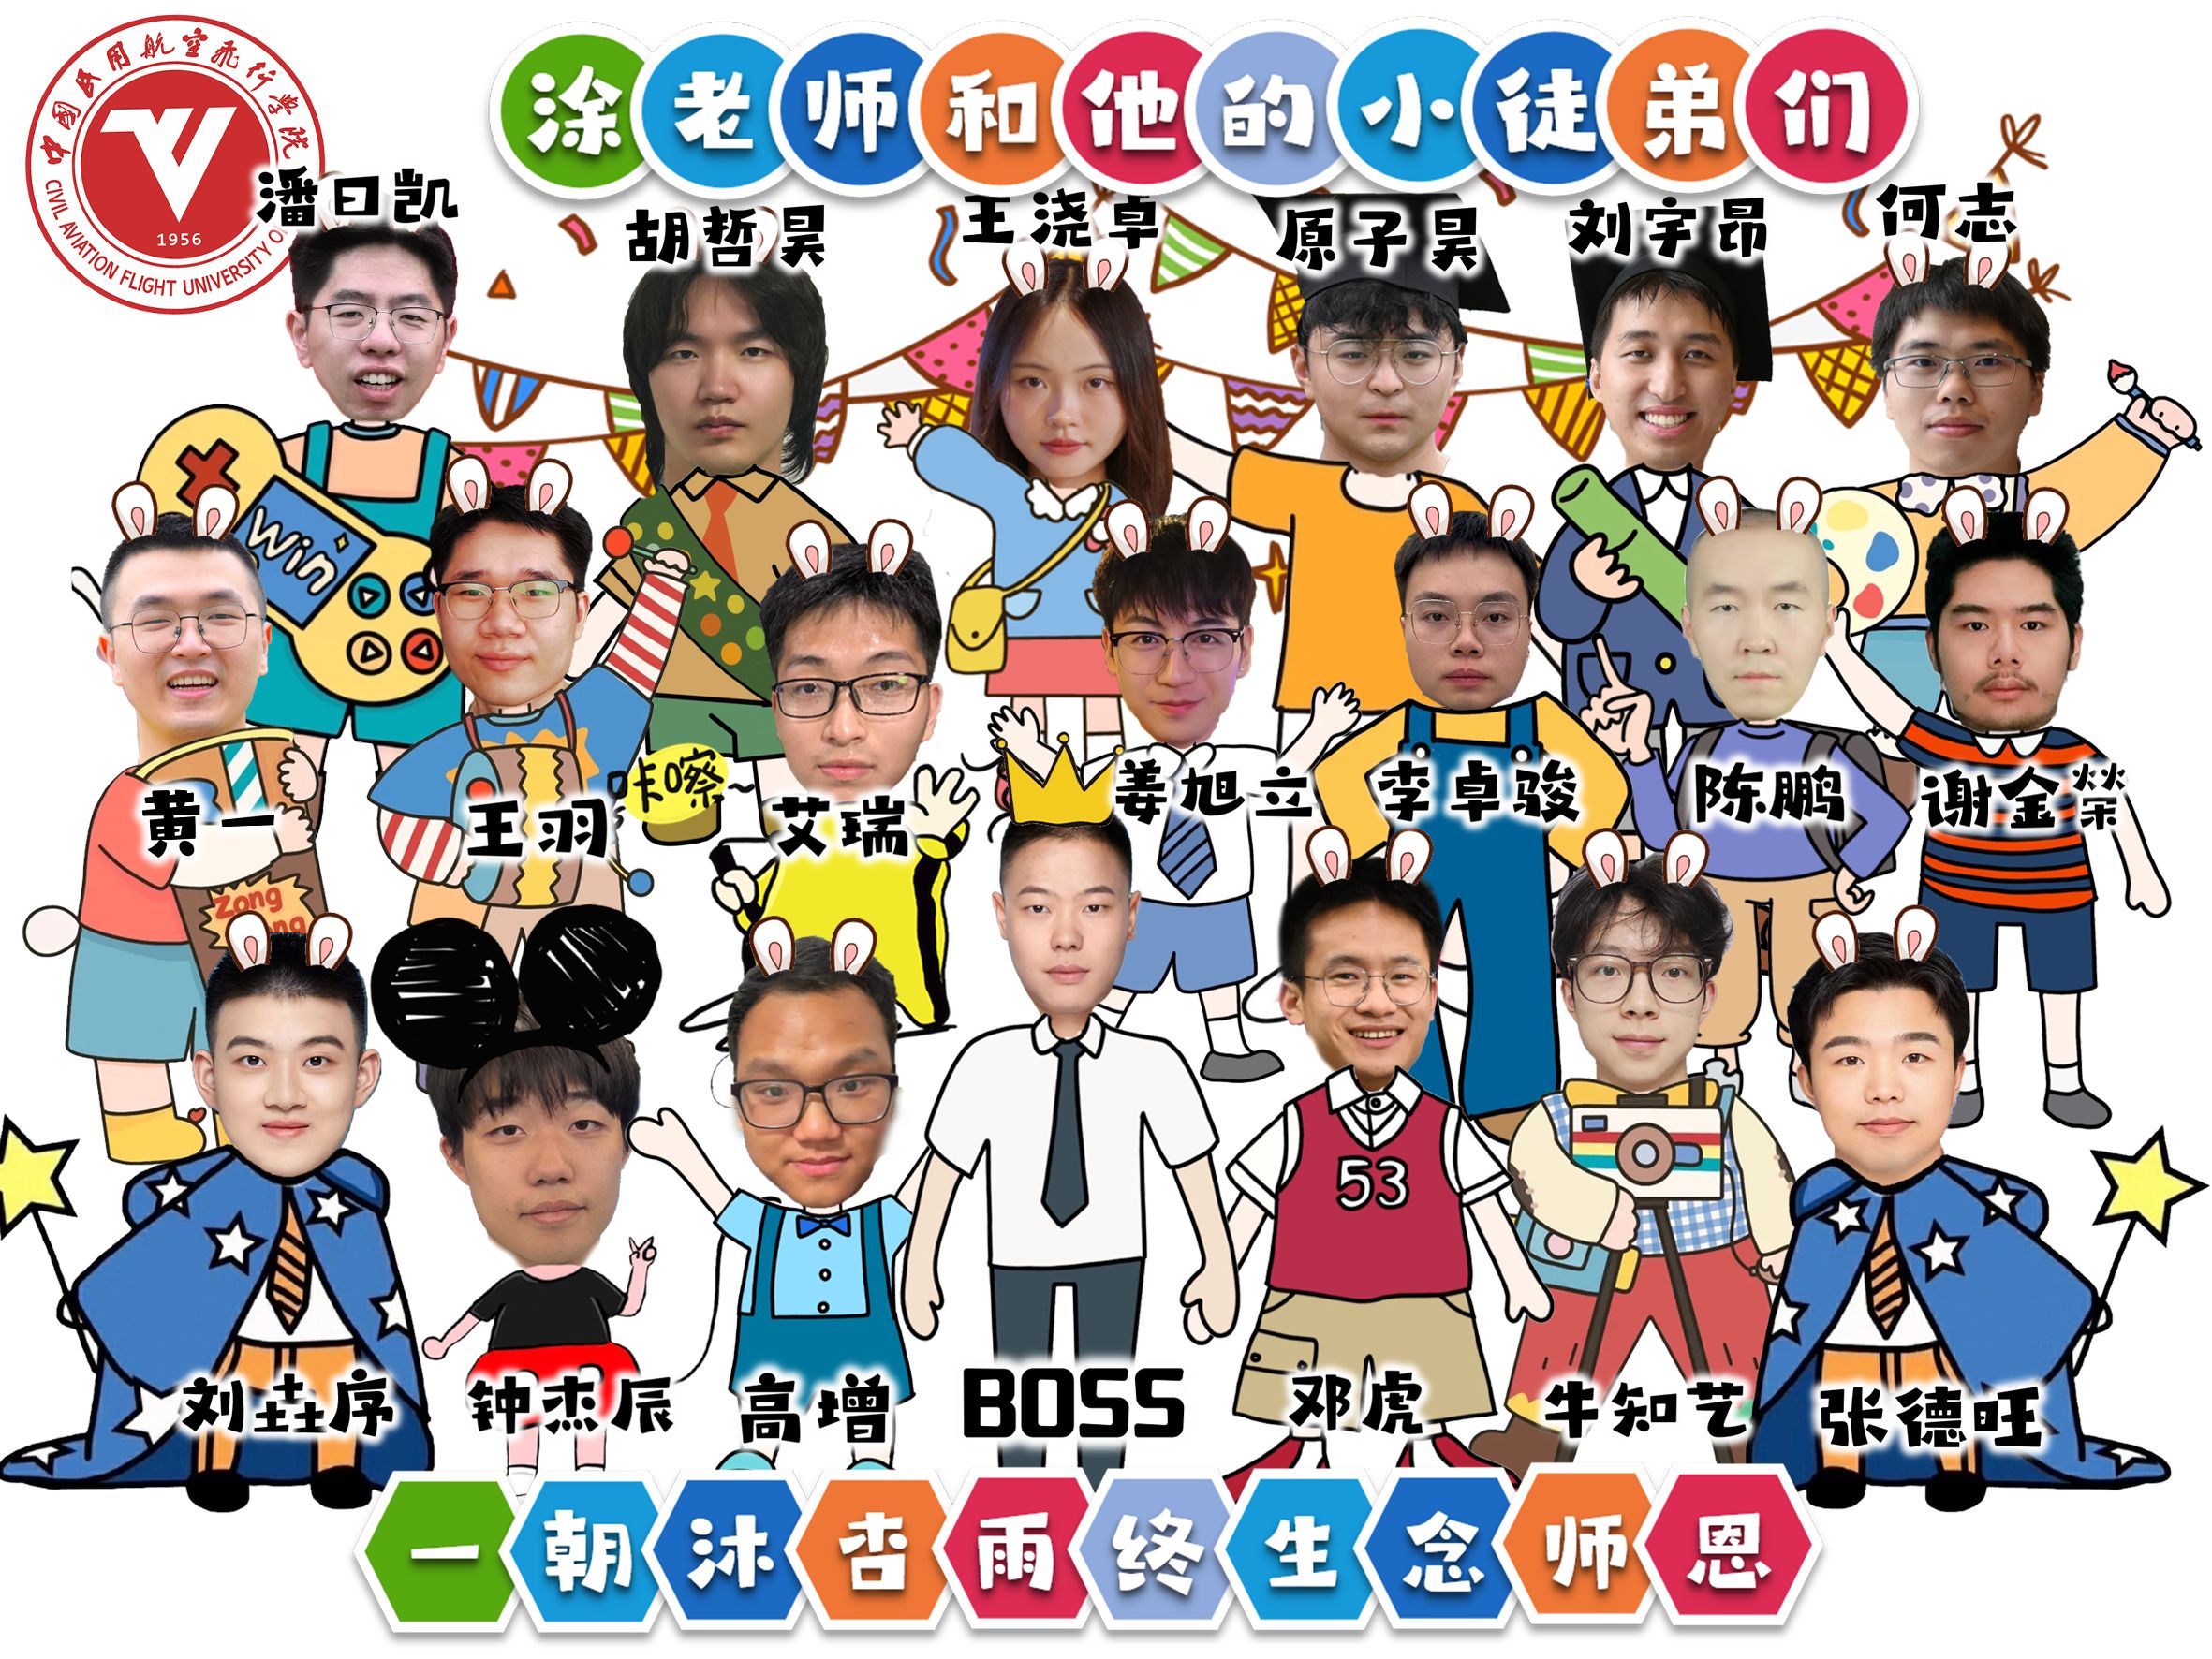 涂老师和他的小徒弟们
中国民用航空飞行学院
CIVIL AVIATION FLIGHT UNIVERSITY O
1956
潘日凯
胡哲昊
王浇卓
原子昊
刘宇昂
何志
win
黄一
王羽
咔嚓~
艾瑞
姜旭立
李卓骏
陈鹏
谢金荣
Zong
ng
53
刘垚序
钟杰辰
高增
BOSS
邓虎
牛知艺
张德旺
一朝沐杏雨终生念师恩